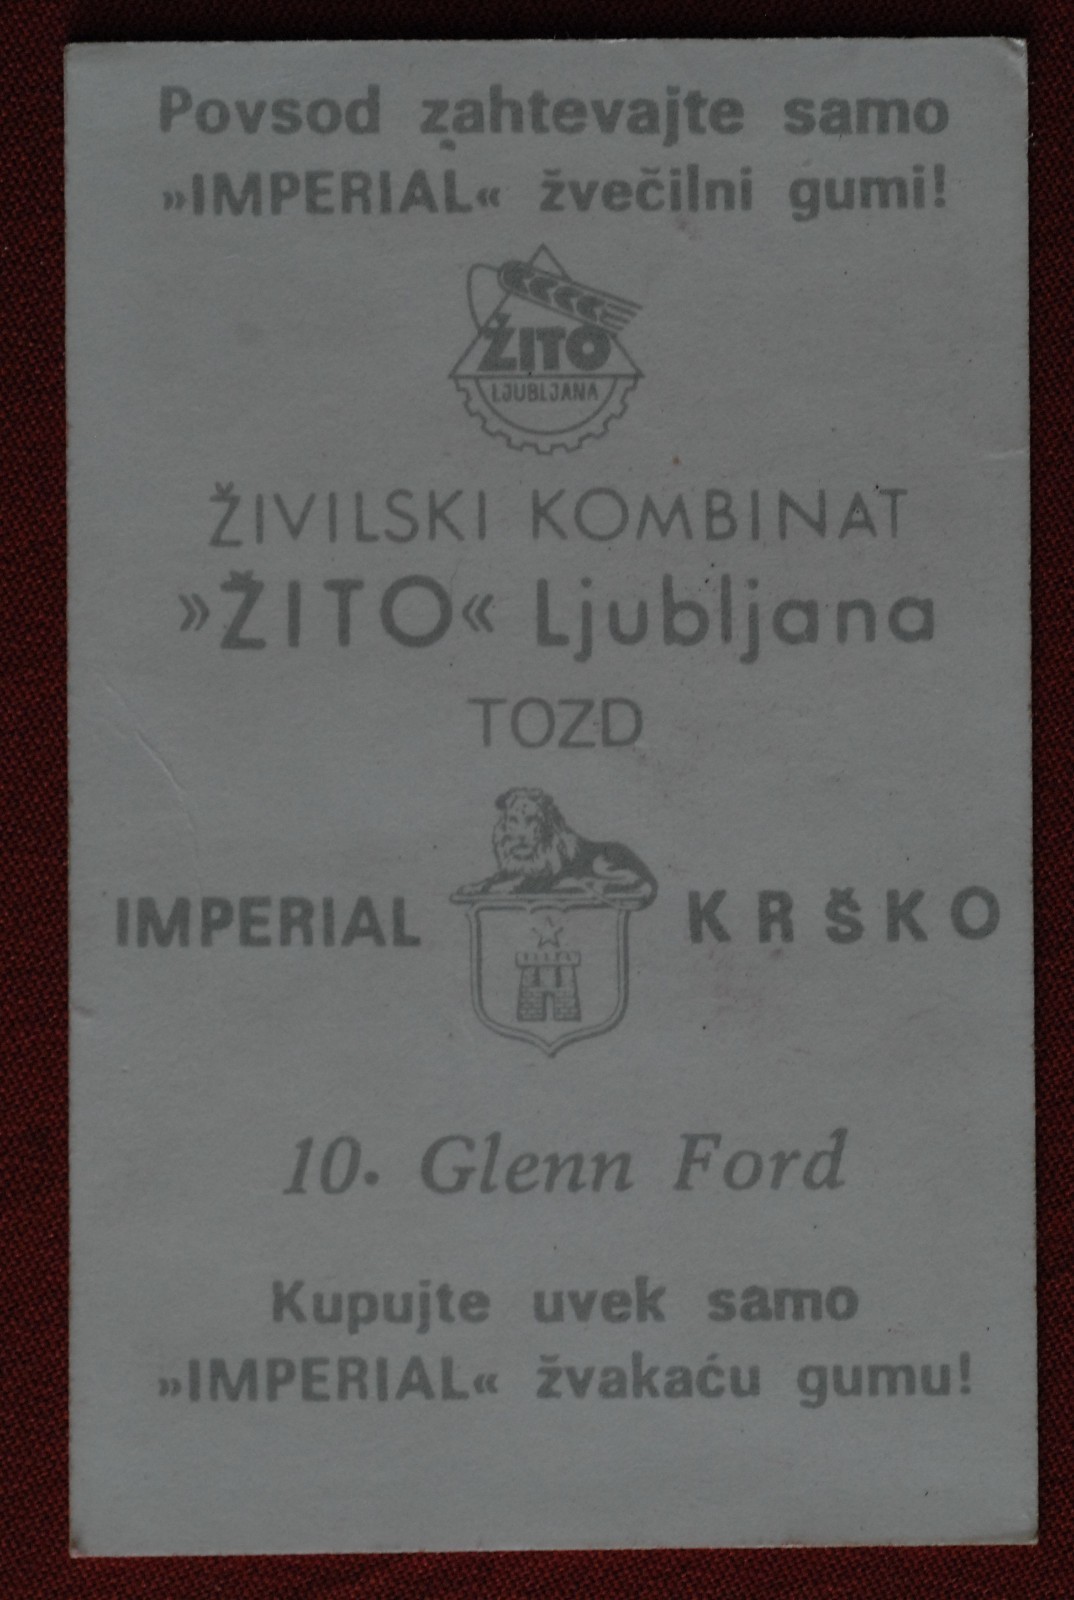 Povsod zahtevajte samo
»IMPERIAL« žvečilni gumi!
ŽITO
LJUBLJANA
ŽIVILSKI KOMBINAT
»ŽITO« Ljubljana
TOZD
IMPERIAL KRŠKO
10. Glenn Ford
Kupujte uvek samo
»IMPERIAL« žvakaću gumu!